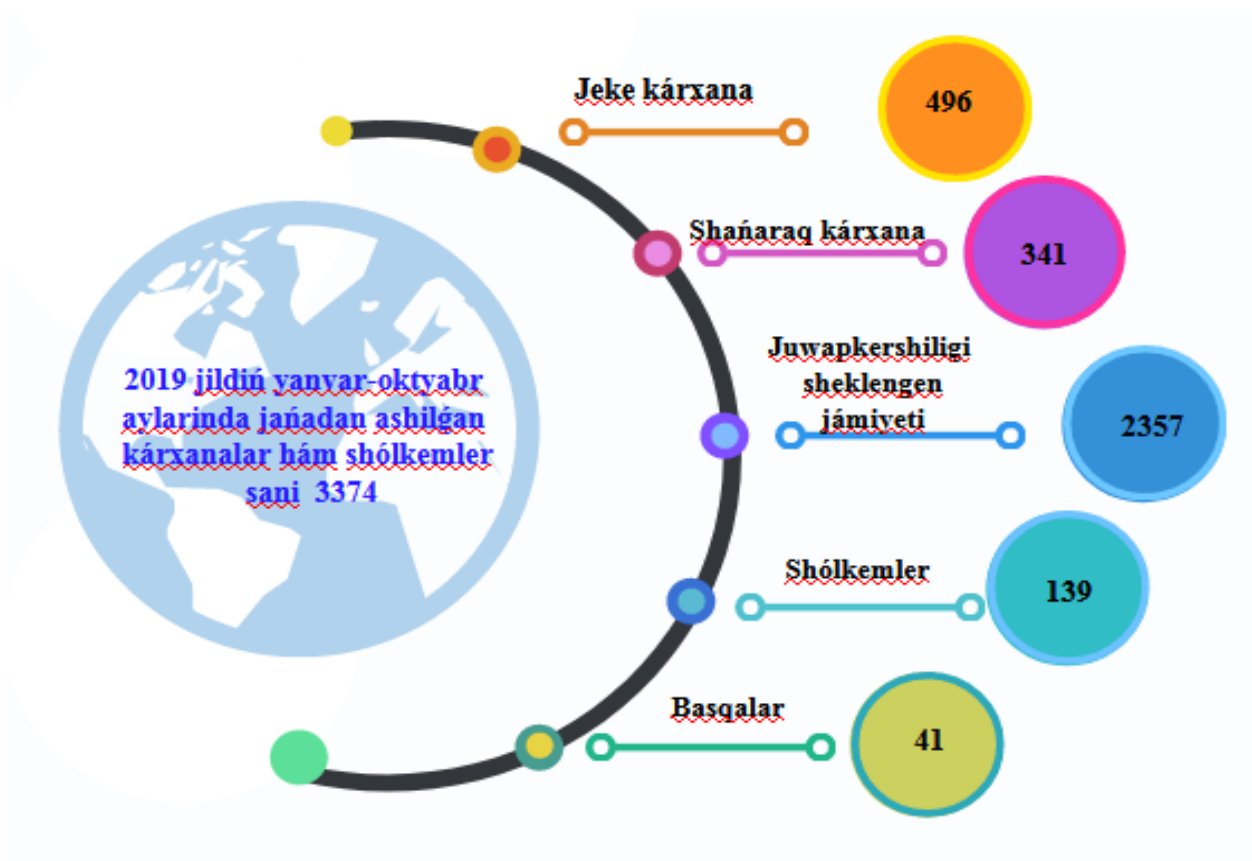 Jeke kárxana
496
Shańaraq kárxana
341
Juwapkershiligi
sheklengen
jámiyeti
2357
2019 jildiń yanvar-oktyabr
aylarinda jańadan ashilǵan
kárxanalar hám shólkemler
sani 3374
Shólkemler
139
Basqalar
41